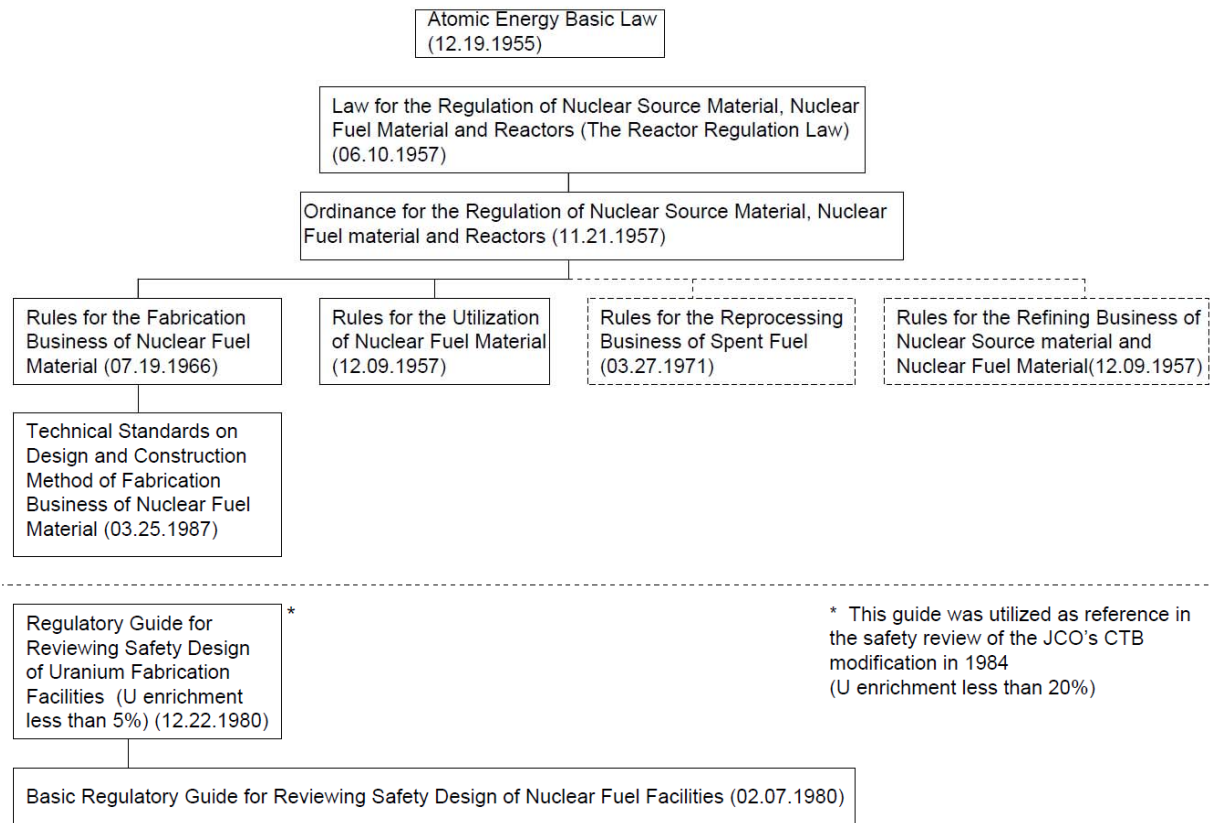 Atomic Energy Basic Law
(12.19.1955)
Law for the Regulation of Nuclear Source Material, Nuclear
Fuel Material and Reactors (The Reactor Regulation Law)
(06.10.1957)
Ordinance for the Regulation of Nuclear Source Material, Nuclear
Fuel material and Reactors (11.21.1957)
Rules for the Fabrication
Business of Nuclear Fuel
Material (07.19.1966)
Rules for the Utilization
of Nuclear Fuel Material
(12.09.1957)
Rules for the Reprocessing
Business of Spent Fuel
(03.27.1971)
Rules for the Refining Business of
Nuclear Source material and
Nuclear Fuel Material(12.09.1957)
Technical Standards on
Design and Construction
Method of Fabrication
Business of Nuclear Fuel
Material (03.25.1987)
Regulatory Guide for
Reviewing Safety Design
of Uranium Fabrication
Facilities (U enrichment
less than 5%) (12.22.1980)
*
* This guide was utilized as reference in
the safety review of the JCO's CTB
modification in 1984
(U enrichment less than 20%)
Basic Regulatory Guide for Reviewing Safety Design of Nuclear Fuel Facilities (02.07.1980)